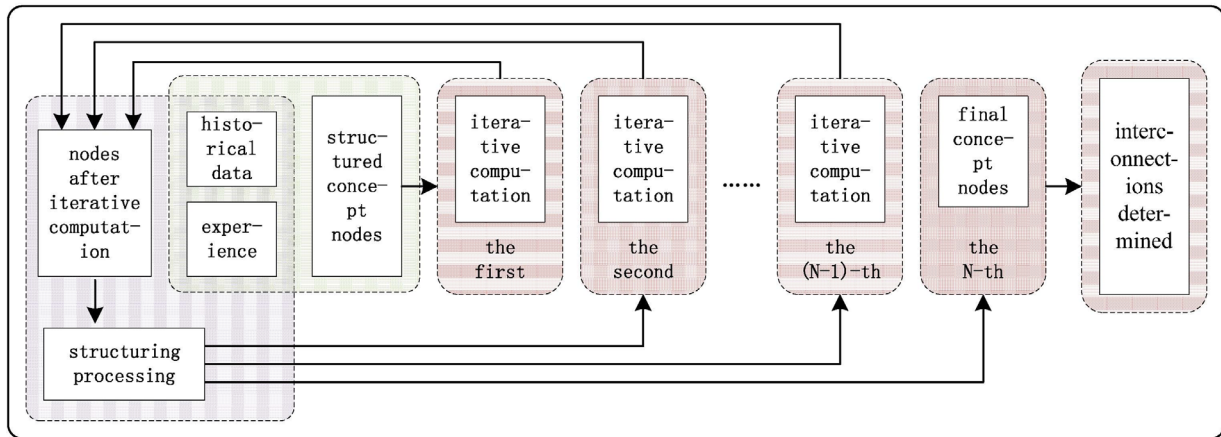 nodes
after
iterative
computat-
ion
histo-
rical
data
exper-
ience
struc-
tured
conce-
pt
nodes
itera-
tive
compu-
tation
the
first
itera-
tive
compu-
tation
the
second
......
itera-
tive
compu-
tation
the
(N-1)-th
final
conce-
pt
nodes
the
N-th
interc-
onnect-
ions
deter-
mined
structuring
processing